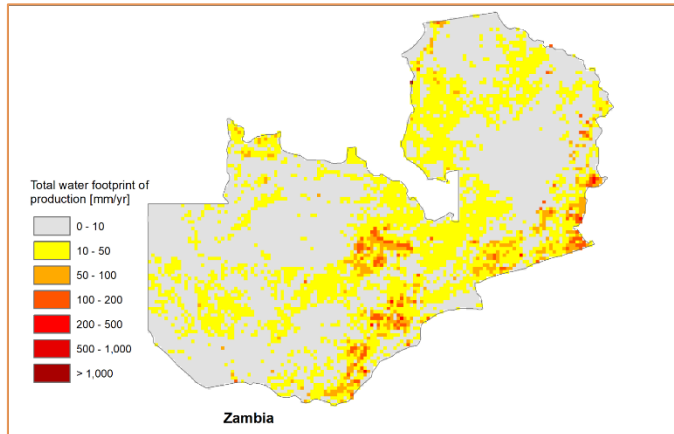 Total water footprint of
production [mm/yr]
0 - 10
10 - 50
50 - 100
100 - 200
200 - 500
500 - 1,000
> 1,000
Zambia